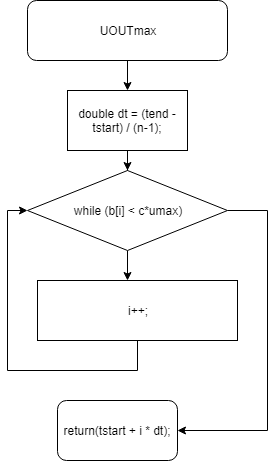 UOUTmax
double dt = (tend -
tstart) / (n-1);
while (b[i] < c*umax)
i++;
return(tstart + i * dt);